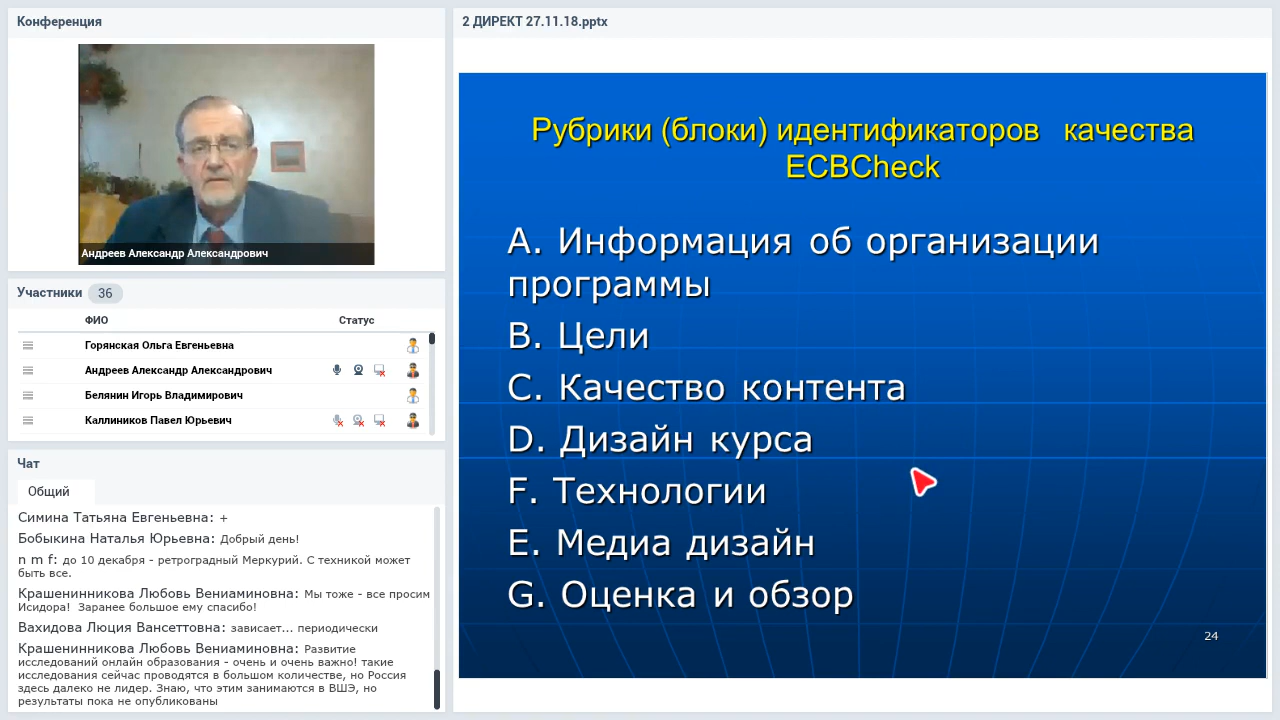 Конференция
Андреев Александр Александрович
Участники 36
ФИО Статус
Горянская Ольга Евгеньевна
Андреев Александр Александрович
Белянин Игорь Владимирович
Каллиников Павел Юрьевич
Чат
Общий
Симина Татьяна Евгеньевна: +
Бобыкина Наталья Юрьевна: Добрый день!
n m f: до 10 декабря - ретроградный Меркурий. С техникой может
быть все.
Крашенинникова Любовь Вениаминовна: Мы тоже - все просим
Исидора! Заранее большое ему спасибо!
Вахидова Люция Вансеттовна: зависает... периодически
Крашенинникова Любовь Вениаминовна: Развитие
исследований онлайн образования - очень и очень важно! такие
исследования сейчас проводятся в большом количестве, но Россия
здесь далеко не лидер. Знаю, что этим занимаются в ВШЭ, но
результаты пока не опубликованы
2 ДИРЕКТ 27.11.18.pptx
Рубрики (блоки) идентификаторов качества
ECBCheck
A. Информация об организации
программы
B. Цели
C. Качество контента
D. Дизайн курса
F. Технологии
E. Медиа дизайн
G. Оценка и обзор
24